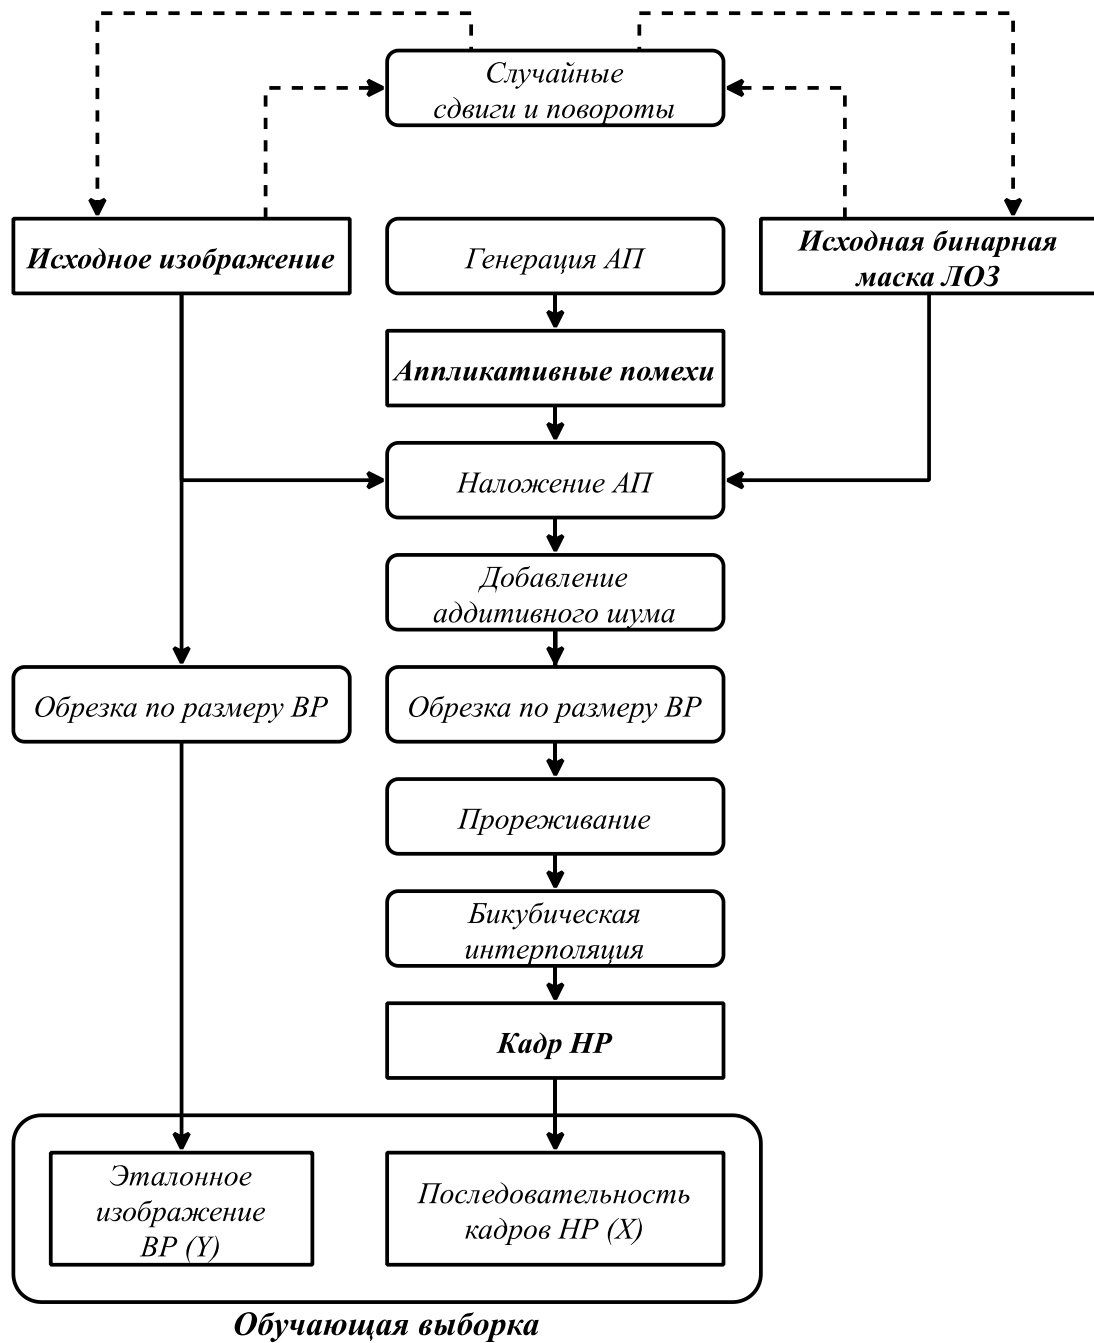 Случайные
сдвиги и повороты
Исходное изображение
Генерация АП
Исходная бинарная
маска ЛОЗ
Аппликативные помехи
Наложение АП
Добавление
аддитивного шума
Обрезка по размеру ВР
Обрезка по размеру ВР
Прореживание
Бикубическая
интерполяция
Кадр НР
Эталонное
изображение
ВР (Y)
Последовательность
кадров НР (X)
Обучающая выборка